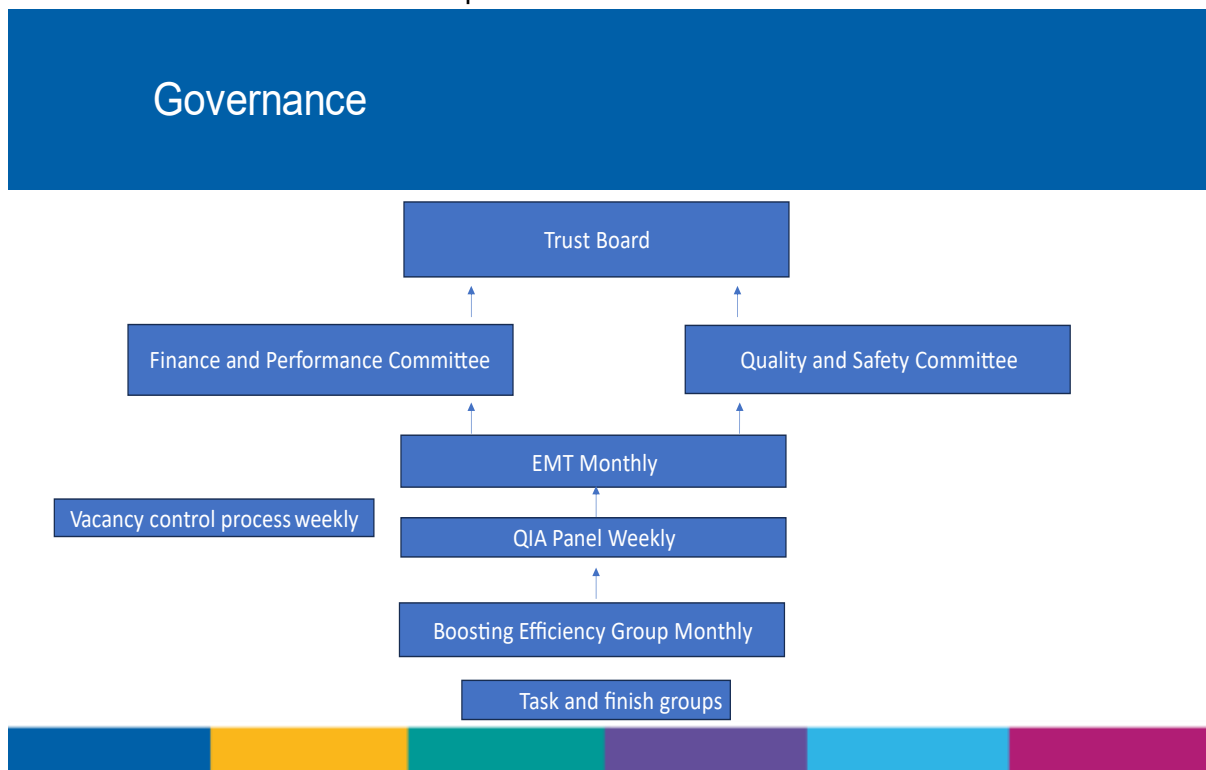 Governance
Trust Board
Finance and Performance Committee
Quality and Safety Committee
EMT Monthly
Vacancy control process weekly
QIA Panel Weekly
Boosting Efficiency Group Monthly
Task and finish groups